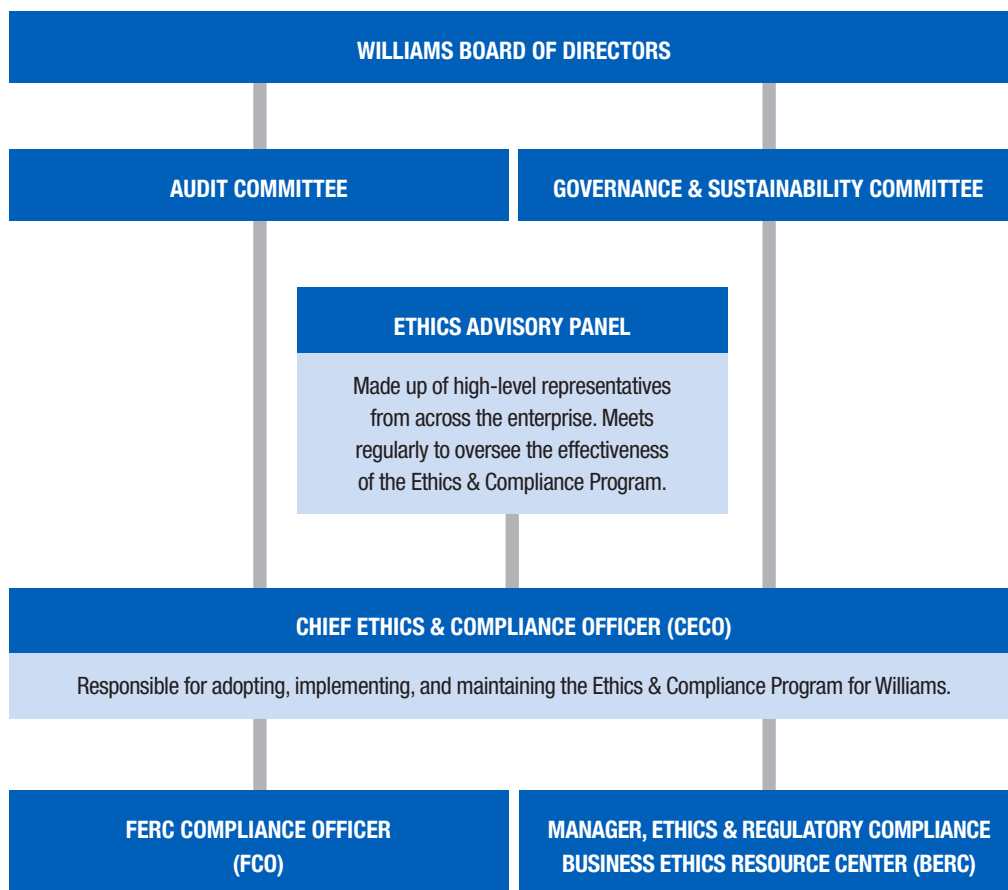 WILLIAMS BOARD OF DIRECTORS
AUDIT COMMITTEE
GOVERNANCE & SUSTAINABILITY COMMITTEE
ETHICS ADVISORY PANEL
Made up of high-level representatives
from across the enterprise. Meets
regularly to oversee the effectiveness
of the Ethics & Compliance Program.
CHIEF ETHICS & COMPLIANCE OFFICER (CECO)
Responsible for adopting, implementing, and maintaining the Ethics & Compliance Program for Williams.
FERC COMPLIANCE OFFICER
(FCO)
MANAGER, ETHICS & REGULATORY COMPLIANCE
BUSINESS ETHICS RESOURCE CENTER (BERC)